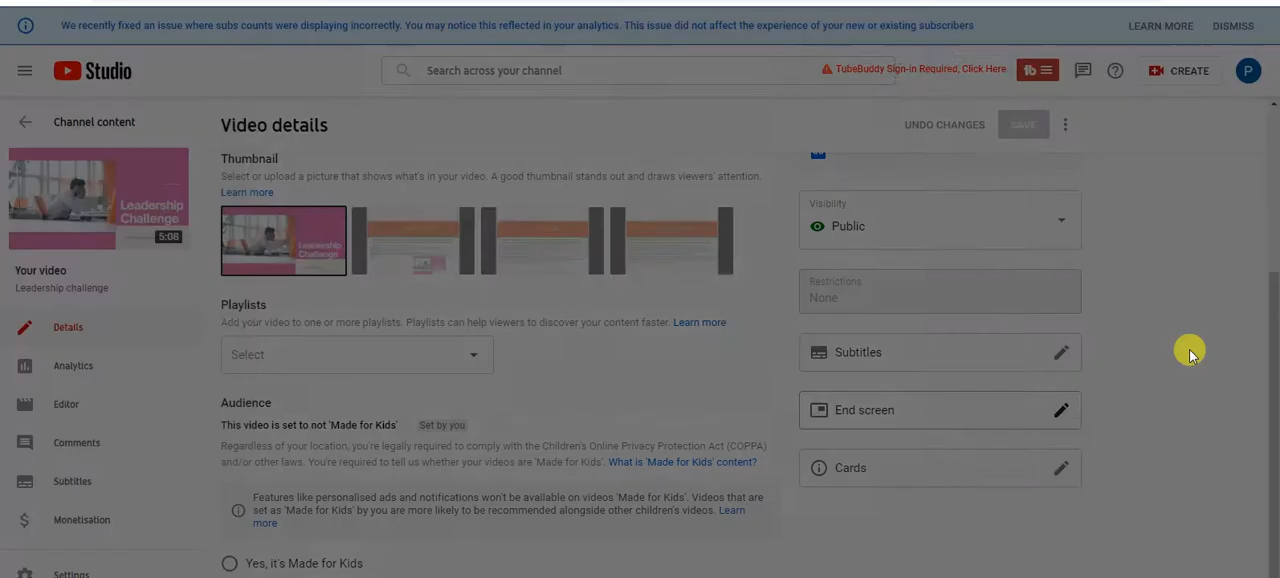 We recently fixed an issue where subs counts were displaying incorrectly. You may notice this reflected in your analytics. This issue did not affect the experience of your new or existing subscribers
LEARN MORE
DISMISS
Studio
Search across your channel
TubeBuddy Sign-in Required, Click Here
tb
CREATE
P
Channel content
Video details
UNDO CHANGES
SAVE
Thumbnail
Select or upload a picture that shows what's in your video. A good thumbnail stands out and draws viewers' attention.
Learn more
Leadership
Challenge
5:08
Leadership
Challenge
Visibility
Public
Your video
Leadership challenge
Restrictions
None
Playlists
Add your video to one or more playlists. Playlists can help viewers to discover your content faster. Learn more
Select
Details
Analytics
Editor
Comments
Subtitles
Monetisation
Settings
Subtitles
End screen
Cards
Audience
This video is set to not 'Made for Kids'
Set by you
Regardless of your location, you're legally required to comply with the Children's Online Privacy Protection Act (COPPA)
and/or other laws. You're required to tell us whether your videos are 'Made for Kids'. What is 'Made for Kids' content?
Features like personalised ads and notifications won't be available on videos 'Made for Kids'. Videos that are
set as 'Made for Kids' by you are more likely to be recommended alongside other children's videos. Learn
more
Yes, it's Made for Kids